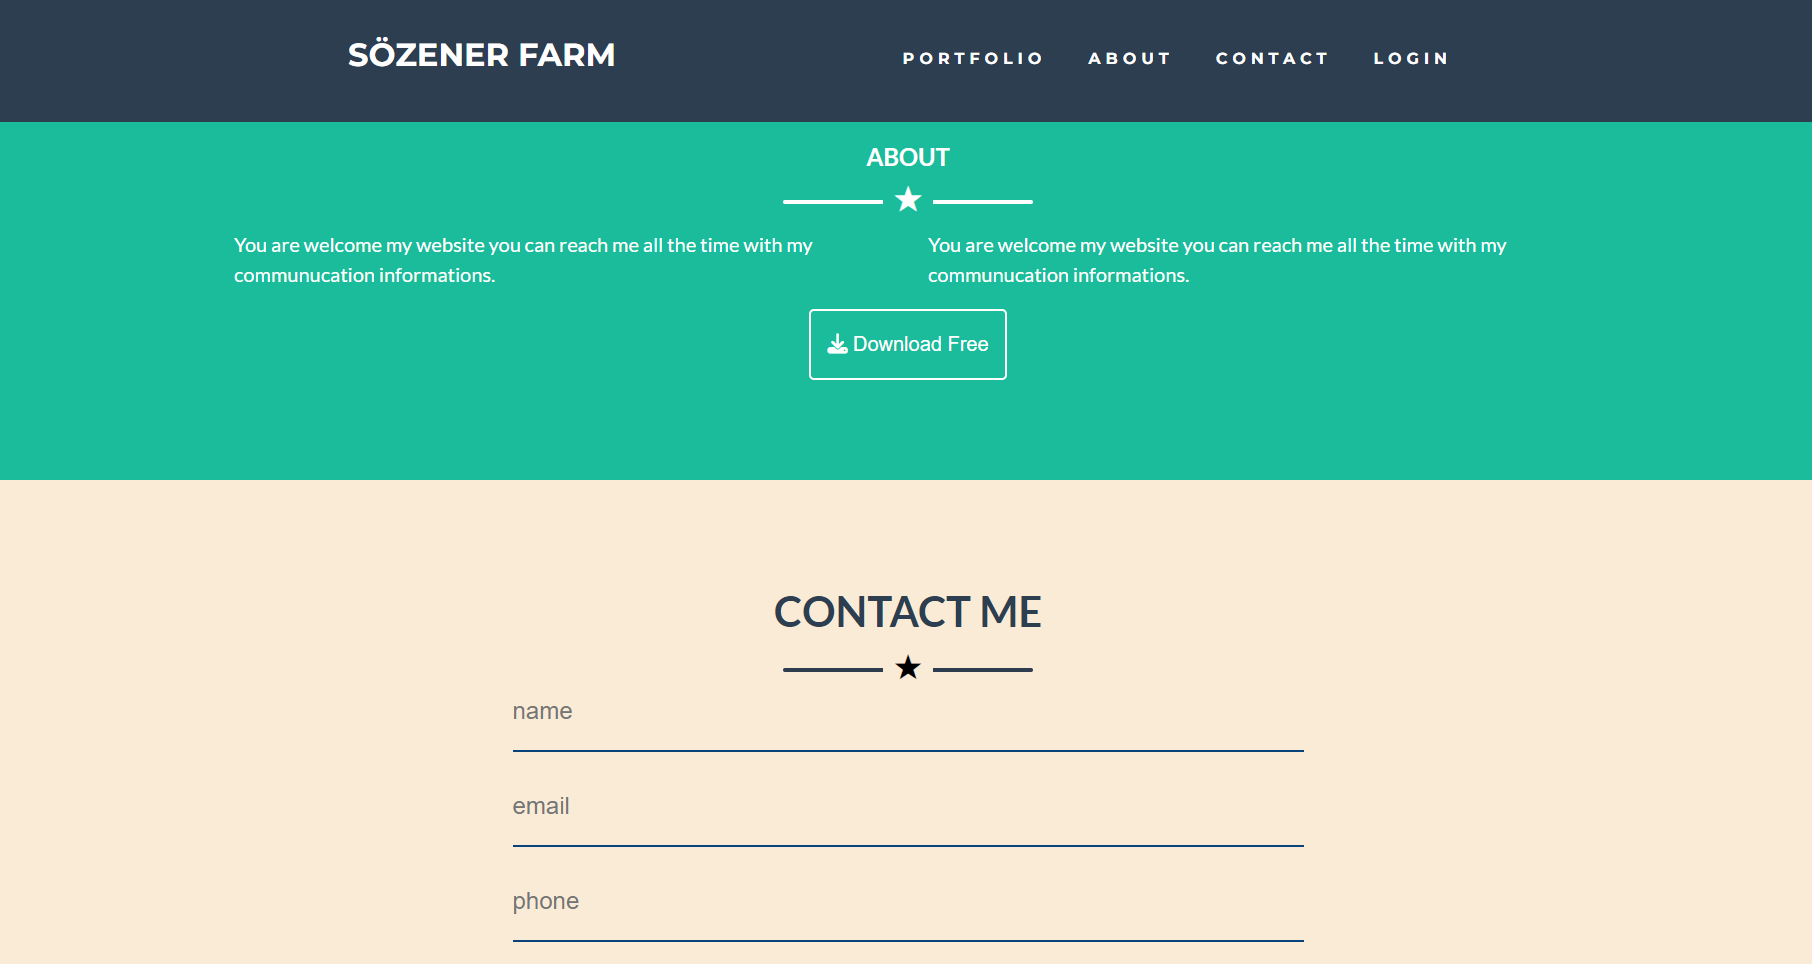 SÖZENER FARM
PORTFOLIO ABOUT CONTACT LOGIN
ABOUT
You are welcome my website you can reach me all the time with my
communucation informations.
You are welcome my website you can reach me all the time with my
communucation informations.
Download Free
CONTACT ME
name
email
phone